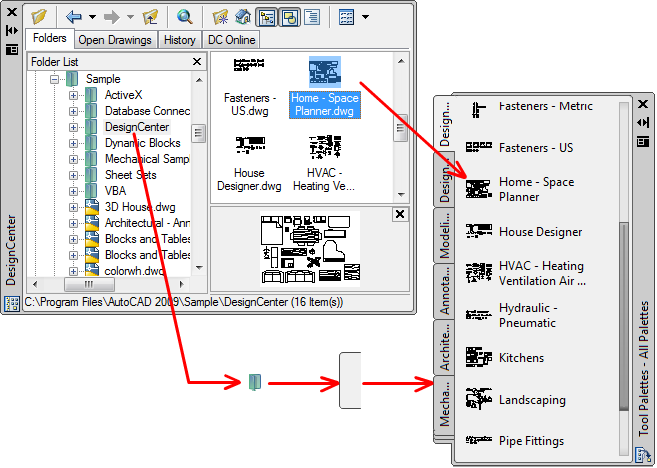 Folders
Open Drawings
History
DC Online
Folder List
Sample
ActiveX
Database Connec
DesignCenter
Dynamic Blocks
Mechanical Samp
Sheet Sets
VBA
3D House.dwg
Architectural - Ann
Blocks and Tables
Blocks and Tables
colorwh.dwg
Fasteners -
US.dwg
Home - Space
Planner.dwg
House
Designer.dwg
HVAC -
Heating Ve...
C:\Program Files\AutoCAD 2009\Sample\DesignCenter (16 Item(s))
DesignCenter
Design...
Design...
Modeli...
Annota...
Archite...
Mecha...
Fasteners - Metric
Fasteners - US
Home - Space
Planner
House Designer
HVAC - Heating
Ventilation Air ...
Hydraulic -
Pneumatic
Kitchens
Landscaping
Pipe Fittings
Tool Palettes - All Palettes